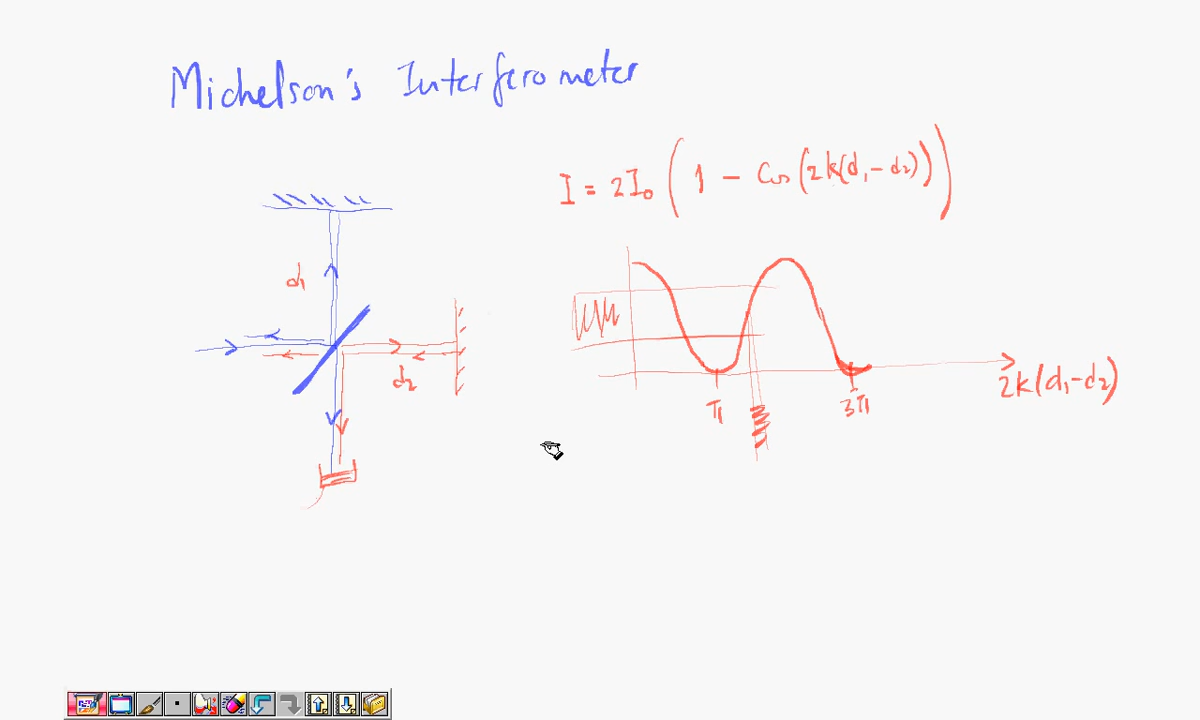 Michelson's Interferometer
I = 2I₀ (1 − Cos(2k(d₁−d₂)))
d₁
d₂
π
3π
2k(d₁−d₂)